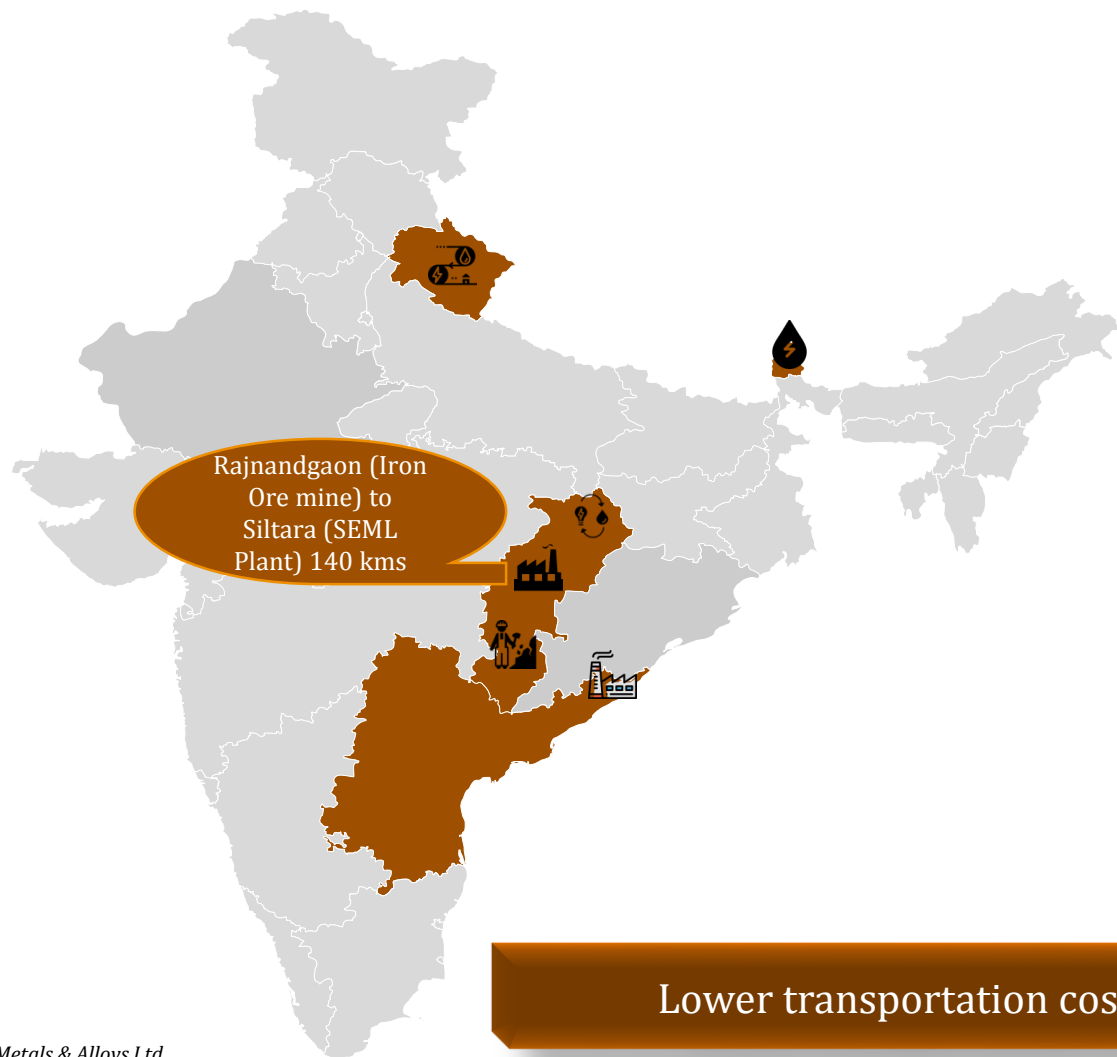 Rajnandgaon (Iron
Ore mine) to
Siltara (SEML
Plant) 140 kms
Lower transportation cos
Metals & Alloys Ltd